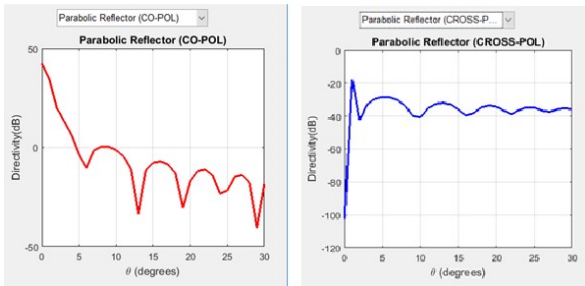 Parabolic Reflector (CO-POL)
Parabolic Reflector (CO-POL)
50
0
-50
Directivity(dB)
0 5 10 15 20 25 30
θ (degrees)
Parabolic Reflector (CROSS-P...
Parabolic Reflector (CROSS-POL)
0
-20
-40
-60
-80
-100
-120
Directivity(dB)
0 5 10 15 20 25 30
θ (degrees)